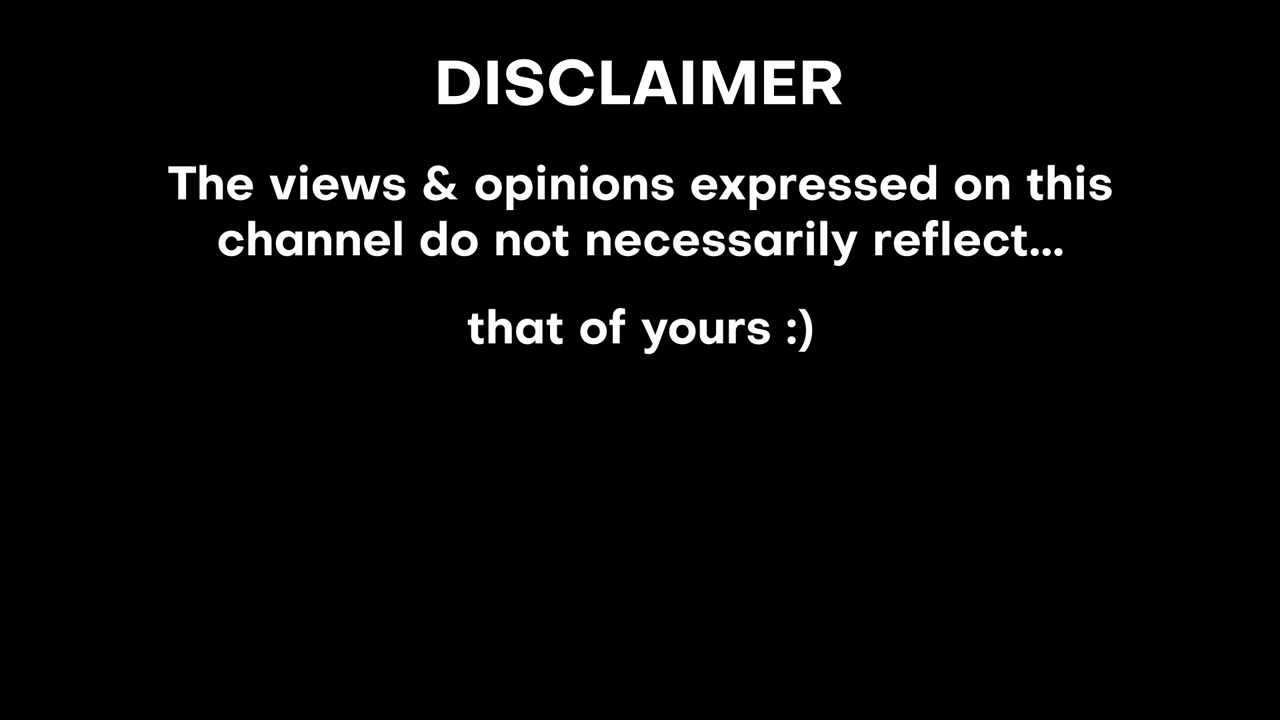 DISCLAIMER
The views & opinions expressed on this
channel do not necessarily reflect...
that of yours :)